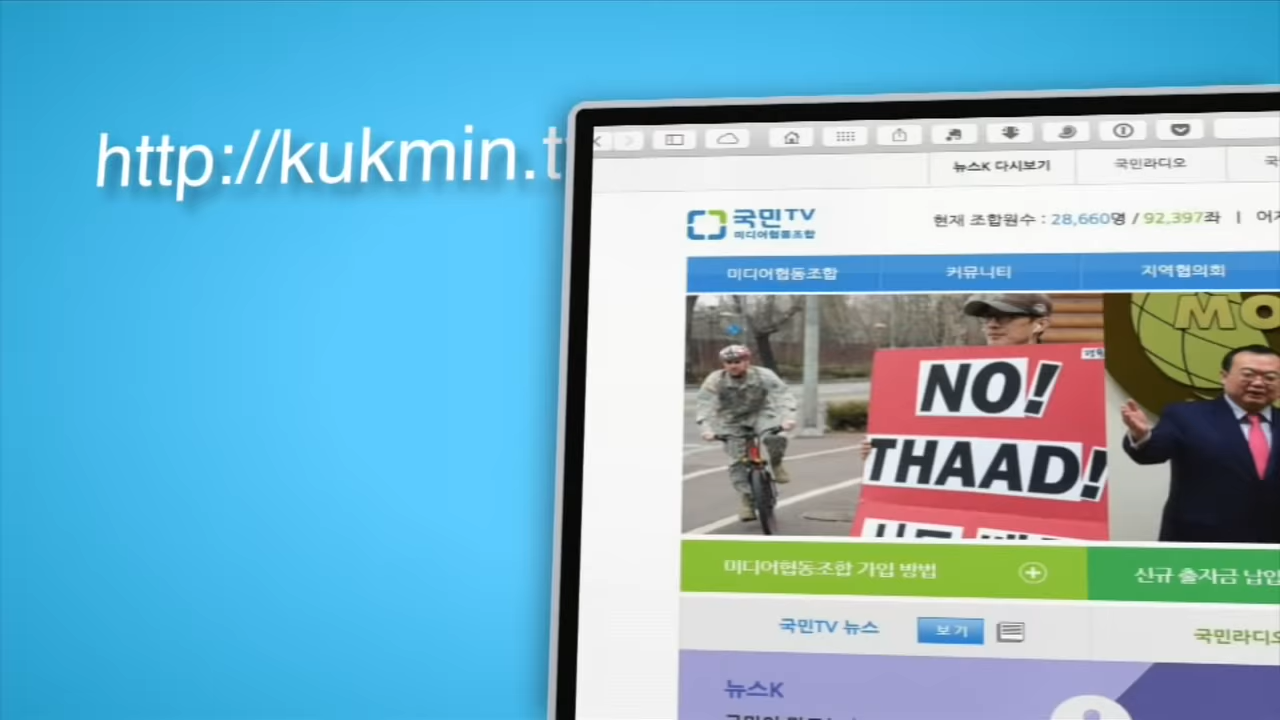 http://kukmin.t
뉴스K 다시보기
국민라디오
국
국민TV
미디어협동조합
현재 조합원수 : 28,660명 / 92,397좌 | 어
미디어협동조합
커뮤니티
지역협의회
NO!
THAAD!
MO
미디어협동조합 가입 방법
신규 출자금 납입
국민TV 뉴스
보기
국민라디오
뉴스K